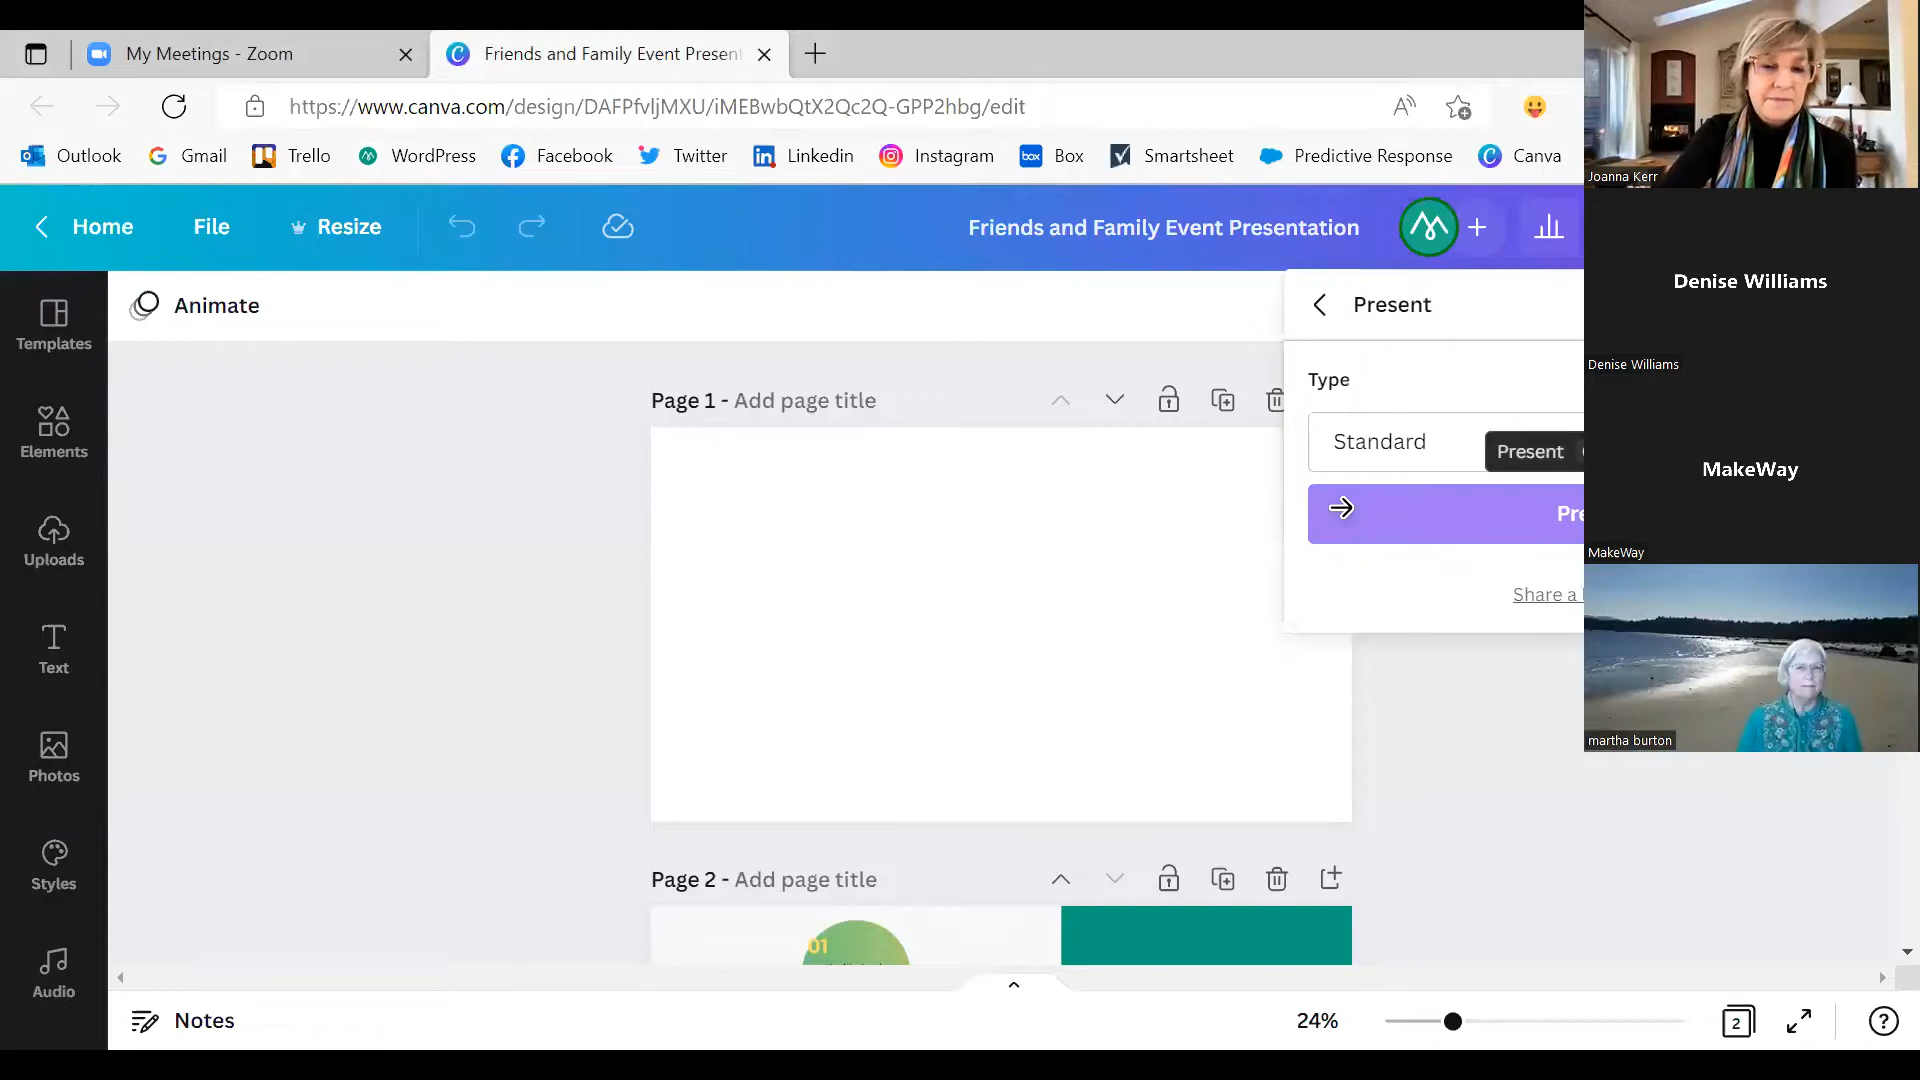 My Meetings - Zoom
Friends and Family Event Present
https://www.canva.com/design/DAFPfvljMXU/iMEBwbQtX2Qc2Q-GPP2hbg/edit
Outlook
Gmail
Trello
WordPress
Facebook
Twitter
Linkedin
Instagram
box
Box
Smartsheet
Predictive Response
Canva
Joanna Kerr
Home
File
Resize
Friends and Family Event Presentation
Denise Williams
Denise Williams
Animate
Present
Templates
Type
Page 1 - Add page title
Elements
Standard
Present
MakeWay
MakeWay
Pre
Uploads
Share a
Text
martha burton
Photos
Styles
Page 2 - Add page title
01
Audio
Notes
24%
2